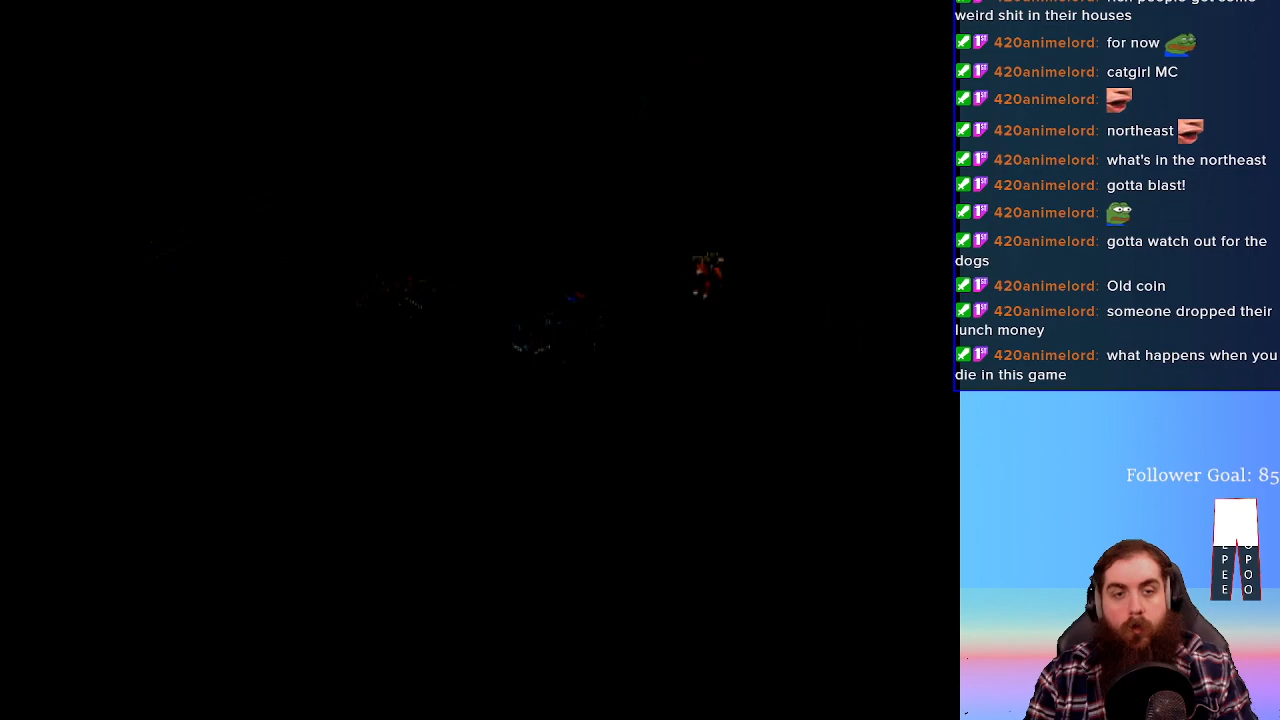 weird shit in their houses
420animelord: for now
420animelord: catgirl MC
420animelord:
420animelord: northeast
420animelord: what's in the northeast
420animelord: gotta blast!
420animelord:
420animelord: gotta watch out for the
dogs
420animelord: Old coin
420animelord: someone dropped their
lunch money
420animelord: what happens when you
die in this game
Follower Goal: 85
P P
E O
E O